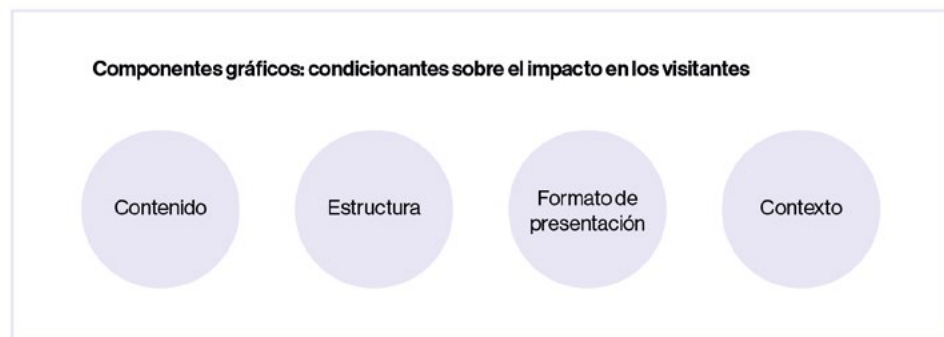 Componentes gráficos: condicionantes sobre el impacto en los visitantes
Contenido
Estructura
Formato de
presentación
Contexto